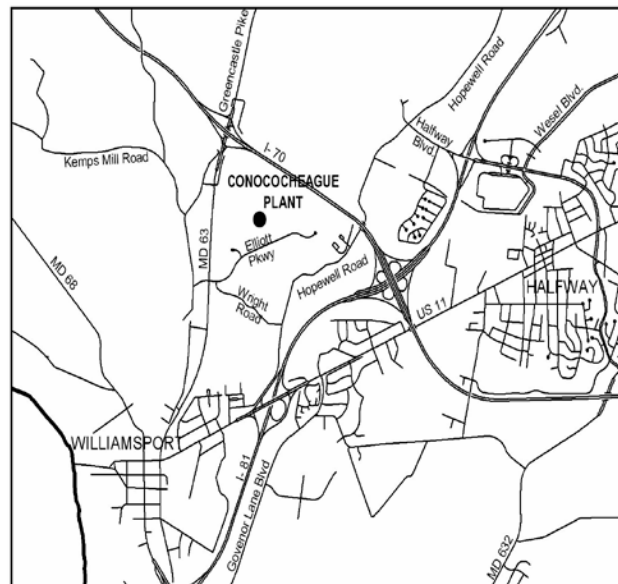 Greencastle Pike
Hopewell Road
Halfway
Blvd.
Wesel Blvd.
I- 70
Kemps Mill Road
CONOCOCHEAGUE
PLANT
MD 63
Elliott
Pkwy
MD 68
Hopewell Road
Wright
Road
US 11
HALFWAY
WILLIAMSPORT
I- 81
Govenor Lane Blvd
MD 632